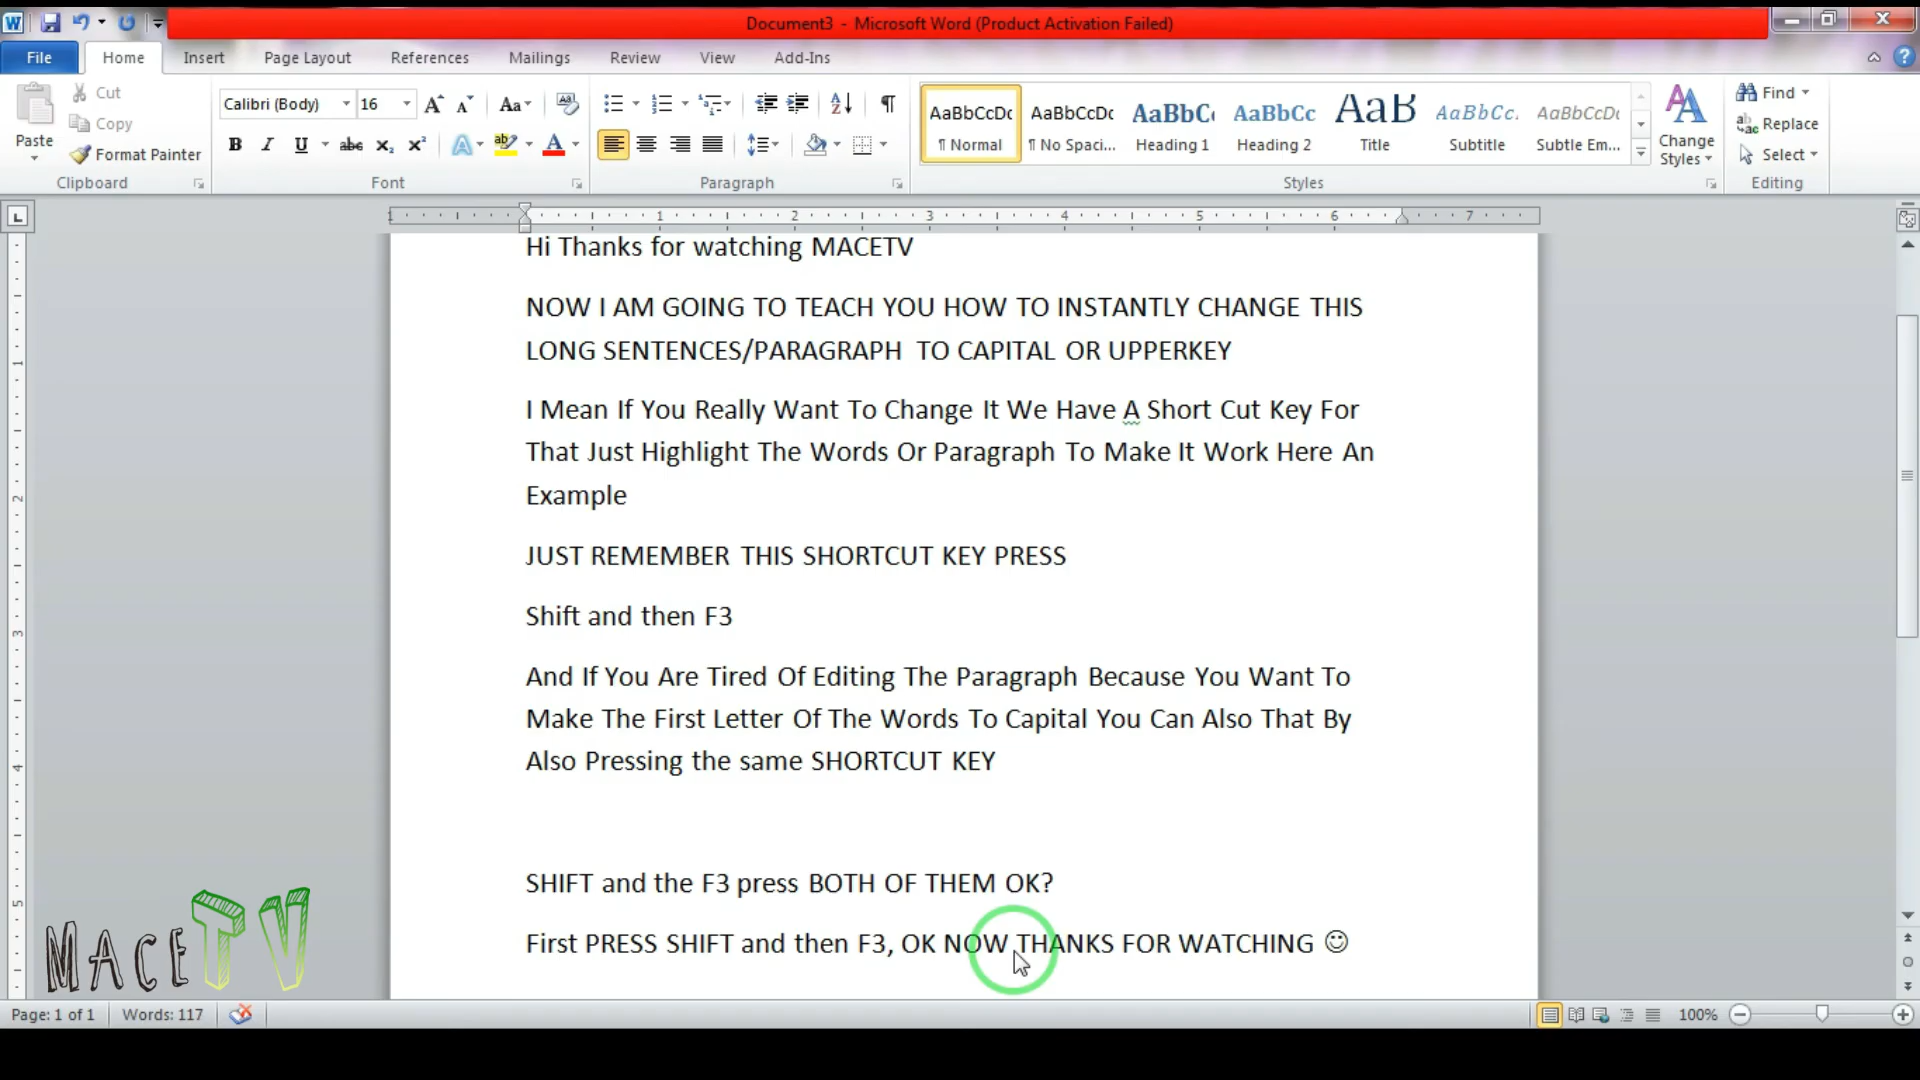 Document3 - Microsoft Word (Product Activation Failed)
File Home Insert Page Layout References Mailings Review View Add-Ins
Paste
Cut
Copy
Format Painter
Clipboard
Calibri (Body) 16
Font
Paragraph
AaBbCcDc AaBbCcDc AaBbC AaBbCc AaB AaBbCc. AaBbCcDc
¶ Normal ¶ No Spaci... Heading 1 Heading 2 Title Subtitle Subtle Em...
Change Styles
Styles
Find
Replace
Select
Editing
1 1 2 3 4 5 6 7
Hi Thanks for watching MACETV
NOW I AM GOING TO TEACH YOU HOW TO INSTANTLY CHANGE THIS
LONG SENTENCES/PARAGRAPH  TO CAPITAL OR UPPERKEY
I Mean If You Really Want To Change It We Have A Short Cut Key For
That Just Highlight The Words Or Paragraph To Make It Work Here An
Example
JUST REMEMBER THIS SHORTCUT KEY PRESS
Shift and then F3
And If You Are Tired Of Editing The Paragraph Because You Want To
Make The First Letter Of The Words To Capital You Can Also That By
Also Pressing the same SHORTCUT KEY
SHIFT and the F3 press BOTH OF THEM OK?
First PRESS SHIFT and then F3, OK NOW THANKS FOR WATCHING ☺
MACETV
Page: 1 of 1 Words: 117 100%